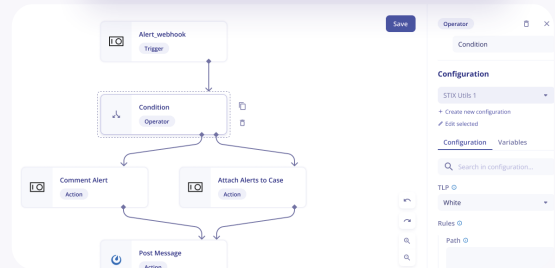 Alert_webhook
Trigger
Condition
Operator
Comment Alert
Action
Attach Alerts to Case
Action
Post Message
Action
Save
Operator
Condition
Configuration
STIX Utils 1
+ Create new configuration
Edit selected
Configuration Variables
Search in configuration...
TLP
White
Rules
Path